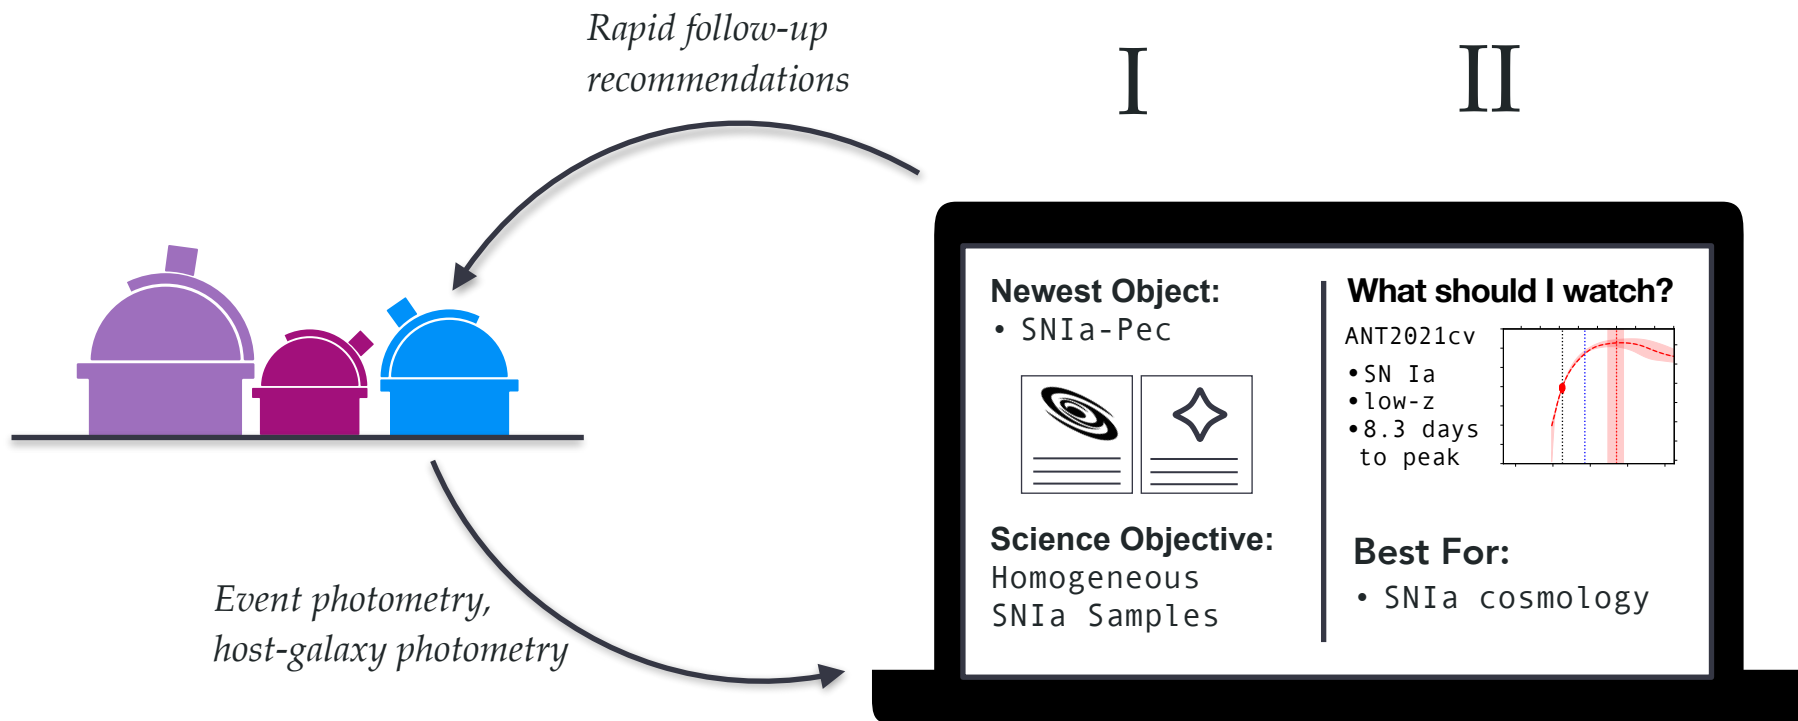 Rapid follow-up
recommendations
I
II
Newest Object:
• SNIa-Pec
Science Objective:
Homogeneous
SNIa Samples
What should I watch?
ANT2021cv
•SN Ia
•low-z
•8.3 days
to peak
Best For:
• SNIa cosmology
Event photometry,
host-galaxy photometry